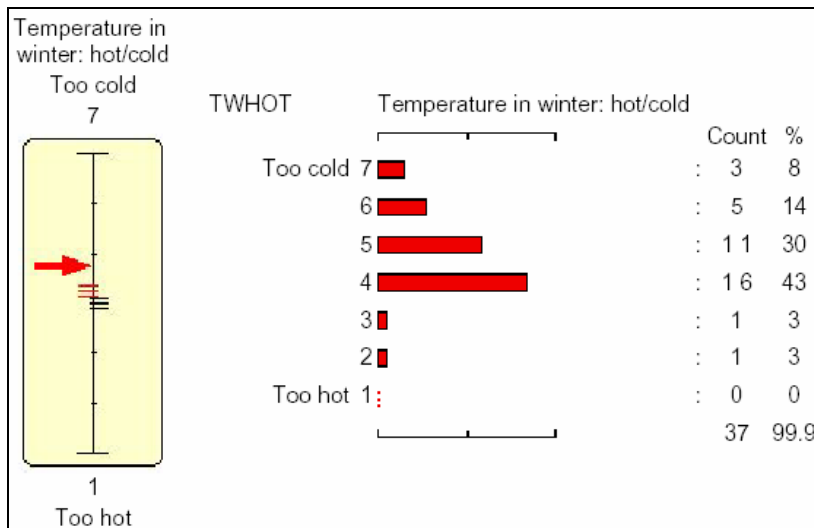 Temperature in
winter: hot/cold
Too cold
7
1
Too hot
TWHOT Temperature in winter: hot/cold
Count %
Too cold 7 : 3 8
6 : 5 14
5 : 11 30
4 : 16 43
3 : 1 3
2 : 1 3
Too hot 1 : 0 0
37 99.9